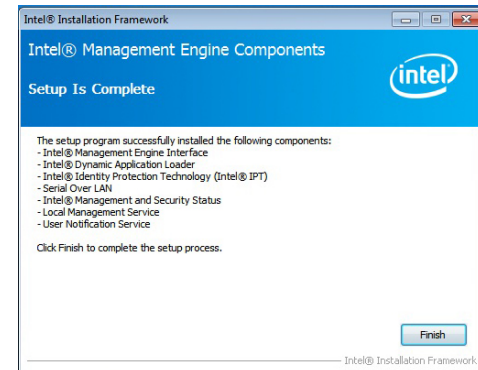 Intel® Installation Framework
Intel® Management Engine Components
Setup Is Complete
intel
The setup program successfully installed the following components:
- Intel® Management Engine Interface
- Intel® Dynamic Application Loader
- Intel® Identity Protection Technology (Intel® IPT)
- Serial Over LAN
- Intel® Management and Security Status
- Local Management Service
- User Notification Service
Click Finish to complete the setup process.
Finish
Intel® Installation Framework